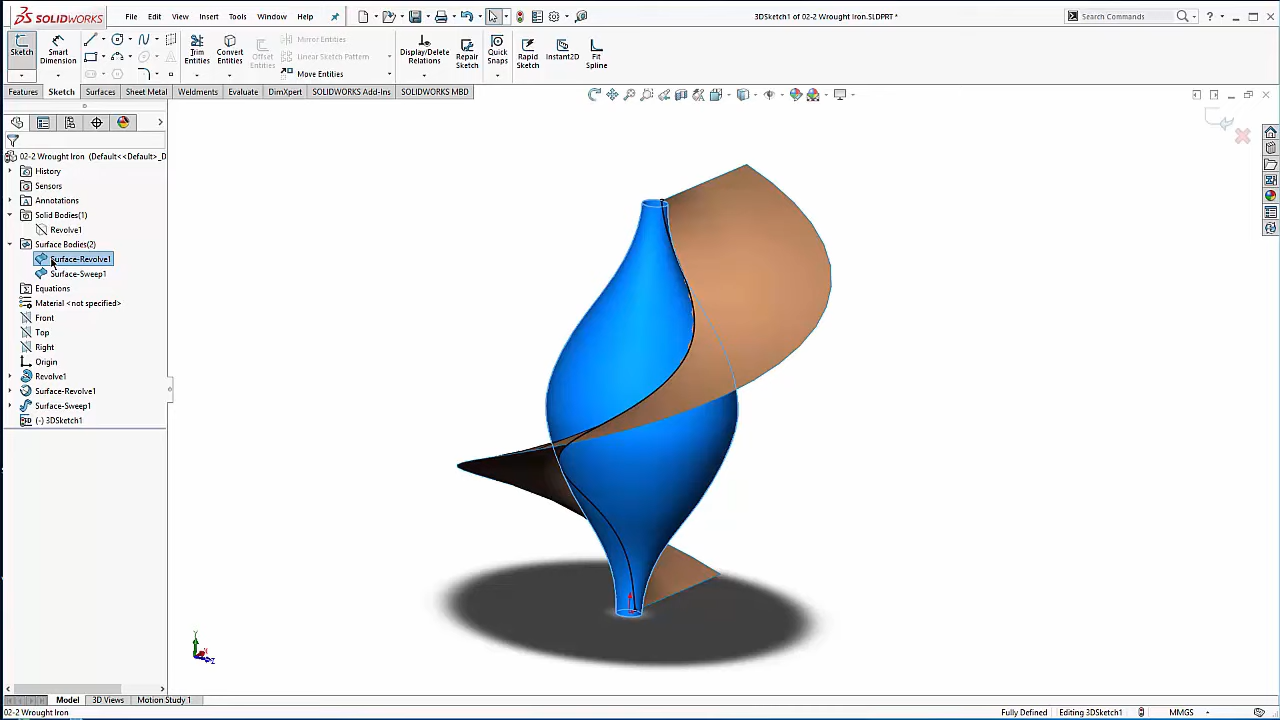 SOLIDWORKS File Edit View Insert Tools Window Help 3DSketch1 of 02-2 Wrought Iron.SLDPRT * Search Commands
Sketch Smart Dimension Trim Entities Convert Entities Offset Entities Mirror Entities Linear Sketch Pattern Move Entities Display/Delete Relations Repair Sketch Quick Snaps Rapid Sketch Instant2D Fit Spline
Features Sketch Surfaces Sheet Metal Weldments Evaluate DimXpert SOLIDWORKS Add-Ins SOLIDWORKS MBD
02-2 Wrought Iron (Default<<Default>_D
History
Sensors
Annotations
Solid Bodies(1)
Revolve1
Surface Bodies(2)
Surface-Revolve1
Surface-Sweep1
Equations
Material <not specified>
Front
Top
Right
Origin
Revolve1
Surface-Revolve1
Surface-Sweep1
(-) 3DSketch1
Y
Z
Model 3D Views Motion Study 1
02-2 Wrought Iron Fully Defined Editing 3DSketch1 MMGS